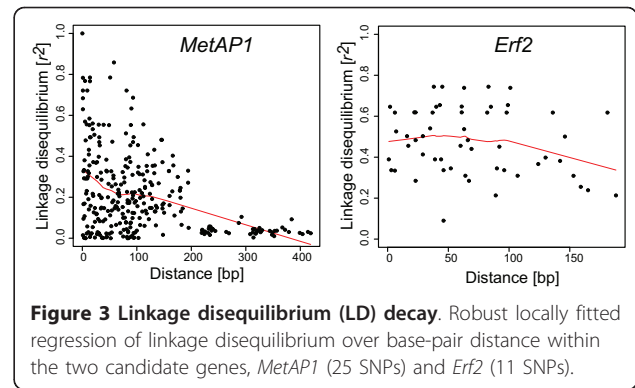 MetAP1
Linkage disequilibrium [r²]
0.0 0.2 0.4 0.6 0.8 1.0
0 100 200 300 400
Distance [bp]
Erf2
Linkage disequilibrium [r²]
0.0 0.2 0.4 0.6 0.8 1.0
0 50 100 150
Distance [bp]
Figure 3 Linkage disequilibrium (LD) decay. Robust locally fitted
regression of linkage disequilibrium over base-pair distance within
the two candidate genes, MetAP1 (25 SNPs) and Erf2 (11 SNPs).